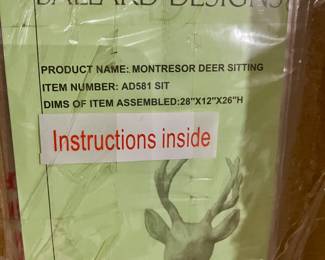 BALLARD DESIGNS
PRODUCT NAME: MONTRESOR DEER SITTING
ITEM NUMBER: AD581 SIT
DIMS OF ITEM ASSEMBLED:28"X12"X26"H
Instructions inside